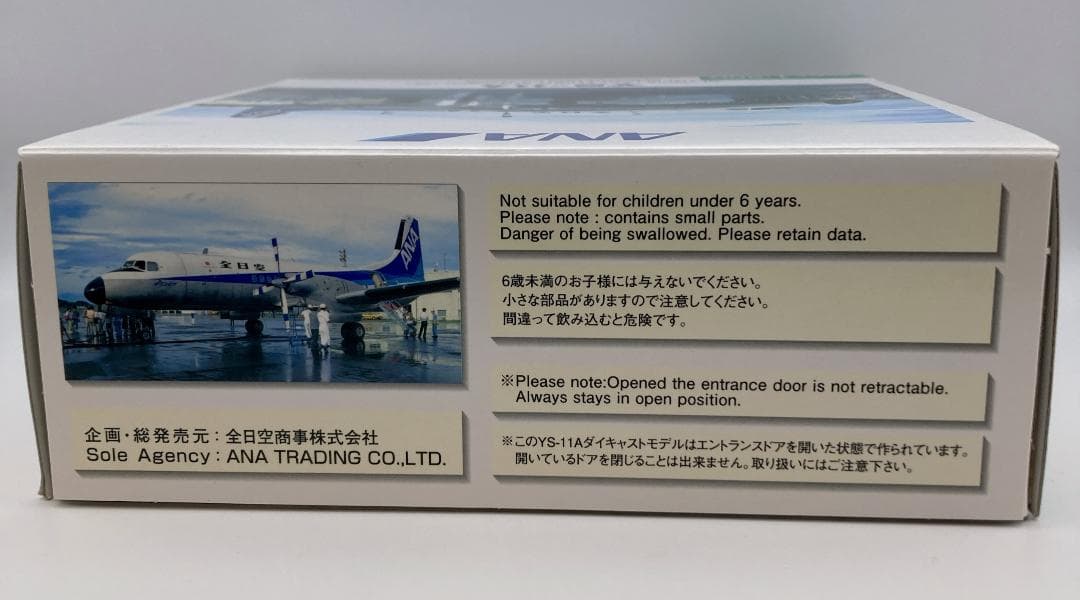 ANA
全日空
ANA
Not suitable for children under 6 years.
Please note : contains small parts.
Danger of being swallowed. Please retain data.
6歳未満のお子様には与えないでください。
小さな部品がありますので注意してください。
間違って飲み込むと危険です。
※Please note:Opened the entrance door is not retractable.
Always stays in open position.
※このYS-11Aダイキャストモデルはエントランスドアを開いた状態で作られています。
開いているドアを閉じることは出来ません。取り扱いにはご注意下さい。
企画・総発売元：全日空商事株式会社
Sole Agency : ANA TRADING CO.,LTD.